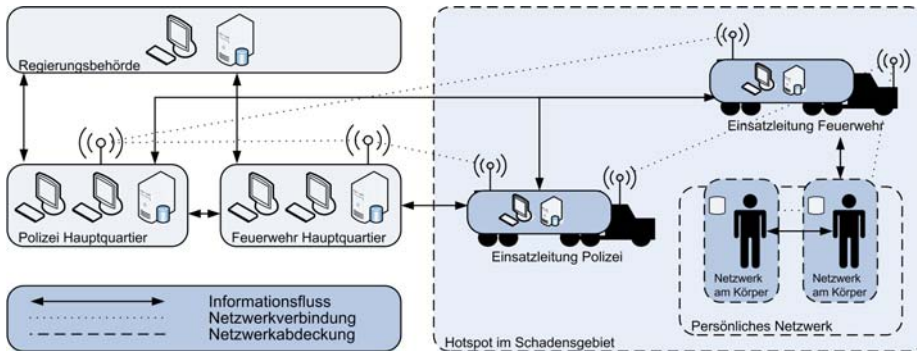 Regierungsbehörde
Einsatzleitung Feuerwehr
Polizei Hauptquartier
Feuerwehr Hauptquartier
Einsatzleitung Polizei
Netzwerk
am Körper
Netzwerk
am Körper
Persönliches Netzwerk
Informationsfluss
Netzwerkverbindung
Netzwerkabdeckung
Hotspot im Schadensgebiet